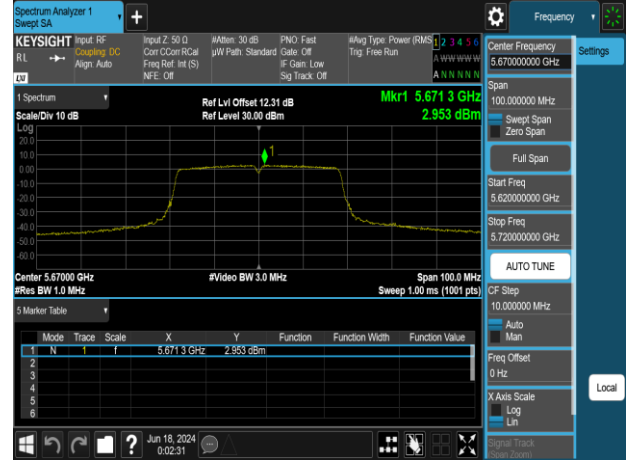 Spectrum Analyzer 1
Swept SA
Frequency
KEYSIGHT
RL
LXI
Input: RF
Coupling: DC
Align: Auto
Input Z: 50 Ω
Corr CCorr RCal
Freq Ref: Int (S)
NFE: Off
#Atten: 30 dB
µW Path: Standard
PNO: Fast
Gate: Off
IF Gain: Low
Sig Track: Off
#Avg Type: Power (RMS
Trig: Free Run
1 2 3 4 5 6
A W W W W W
A N N N N N
1 Spectrum
Scale/Div 10 dB
Ref Lvl Offset 12.31 dB
Ref Level 30.00 dBm
Mkr1 5.671 3 GHz
2.953 dBm
Log
20.0
10.0
0.00
-10.0
-20.0
-30.0
-40.0
-50.0
-60.0
1
Center 5.67000 GHz
#Res BW 1.0 MHz
#Video BW 3.0 MHz
Span 100.0 MHz
Sweep 1.00 ms (1001 pts)
5 Marker Table
Mode Trace Scale X Y Function Function Width Function Value
1 N 1 f 5.671 3 GHz 2.953 dBm
2
3
4
5
6
Jun 18, 2024
0:02:31
Center Frequency
5.670000000 GHz
Span
100.000000 MHz
Swept Span
Zero Span
Full Span
Start Freq
5.620000000 GHz
Stop Freq
5.720000000 GHz
AUTO TUNE
CF Step
10.000000 MHz
Auto
Man
Freq Offset
0 Hz
X Axis Scale
Log
Lin
Signal Track
(Span Zoom)
Settings
Local